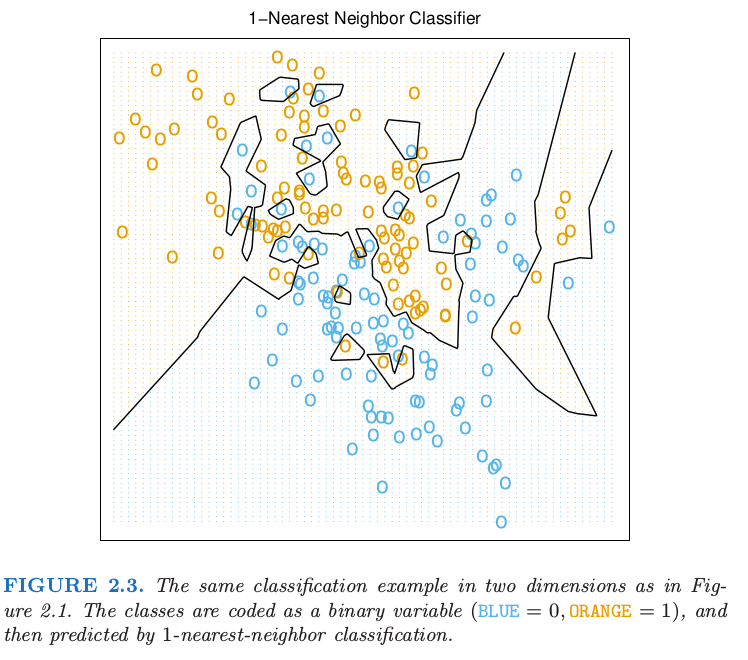 1−Nearest Neighbor Classifier
FIGURE 2.3. The same classification example in two dimensions as in Fig-
ure 2.1. The classes are coded as a binary variable (BLUE = 0, ORANGE = 1), and
then predicted by 1-nearest-neighbor classification.